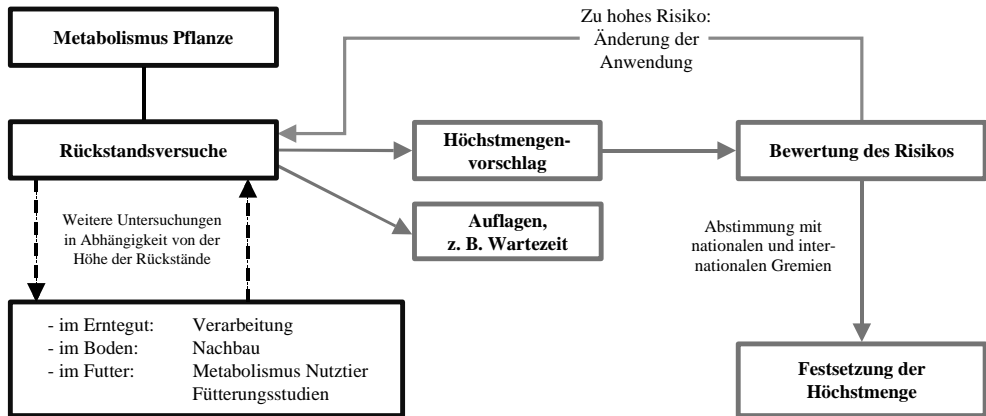 Metabolismus Pflanze
Zu hohes Risiko:
Änderung der
Anwendung
Rückstandsversuche
Höchstmengen-
vorschlag
Bewertung des Risikos
Weitere Untersuchungen
in Abhängigkeit von der
Höhe der Rückstände
Auflagen,
z. B. Wartezeit
Abstimmung mit
nationalen und inter-
nationalen Gremien
- im Erntegut: Verarbeitung
- im Boden: Nachbau
- im Futter: Metabolismus Nutztier
Fütterungsstudien
Festsetzung der
Höchstmenge